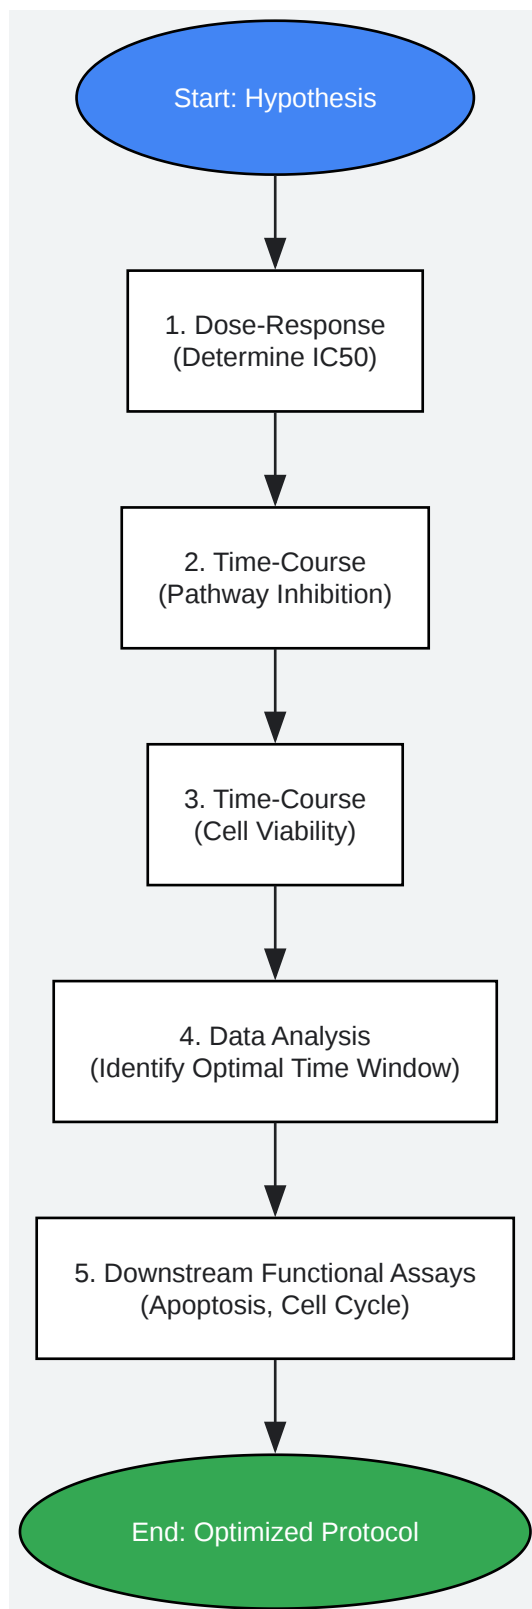 Start: Hypothesis
1. Dose-Response
(Determine IC50)
2. Time-Course
(Pathway Inhibition)
3. Time-Course
(Cell Viability)
4. Data Analysis
(Identify Optimal Time Window)
5. Downstream Functional Assays
(Apoptosis, Cell Cycle)
End: Optimized Protocol